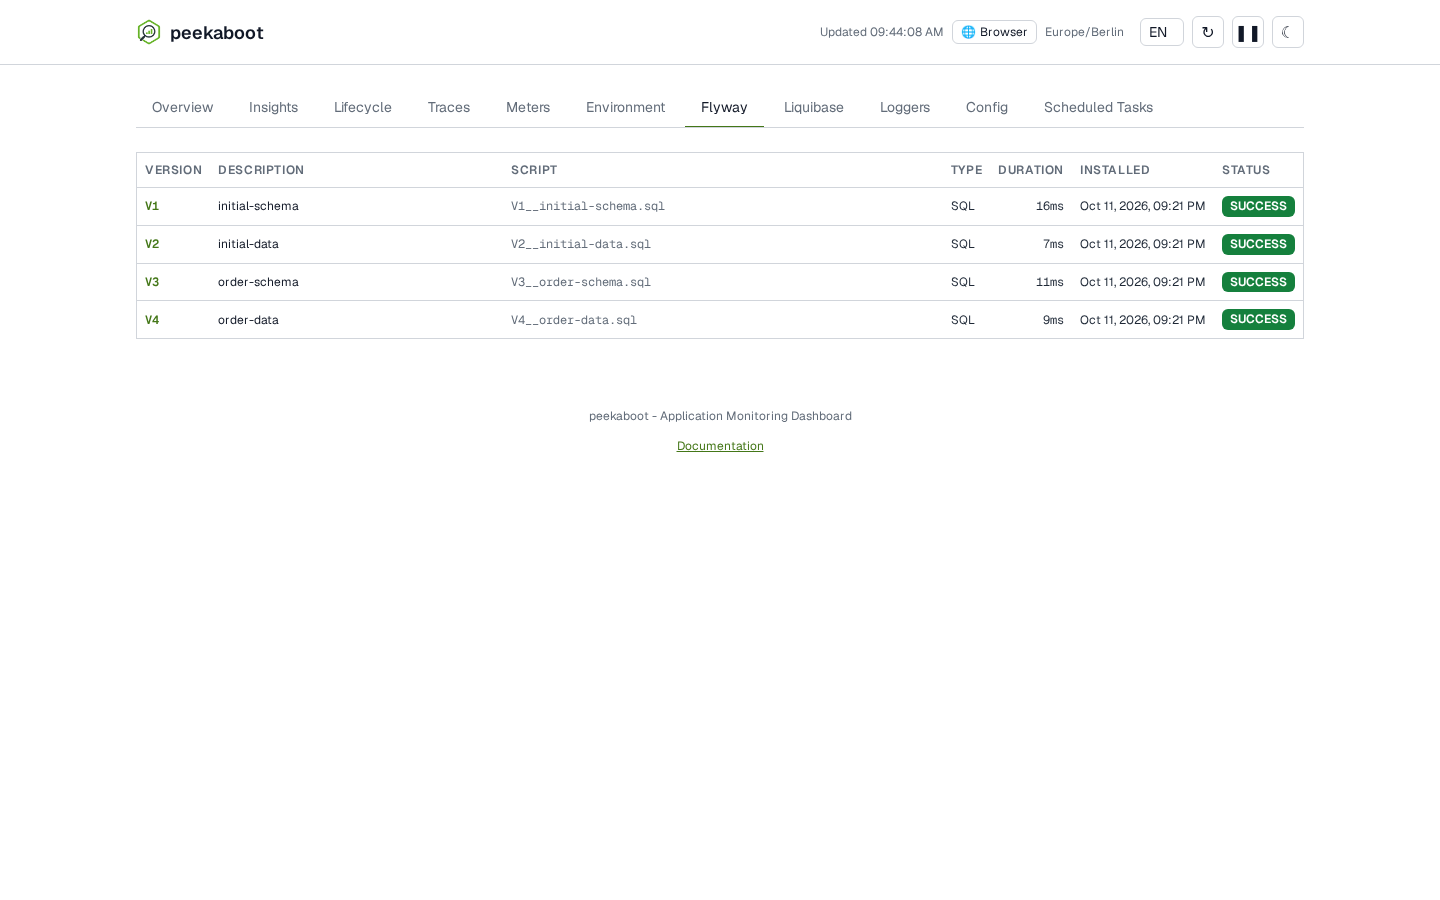 peekaboot
Updated 09:44:08 AM 🌐 Browser Europe/Berlin EN ↻ ❚❚ ☾
Overview Insights Lifecycle Traces Meters Environment Flyway Liquibase Loggers Config Scheduled Tasks
VERSION DESCRIPTION SCRIPT TYPE DURATION INSTALLED STATUS
V1 initial-schema V1__initial-schema.sql SQL 16ms Oct 11, 2026, 09:21 PM SUCCESS
V2 initial-data V2__initial-data.sql SQL 7ms Oct 11, 2026, 09:21 PM SUCCESS
V3 order-schema V3__order-schema.sql SQL 11ms Oct 11, 2026, 09:21 PM SUCCESS
V4 order-data V4__order-data.sql SQL 9ms Oct 11, 2026, 09:21 PM SUCCESS
peekaboot - Application Monitoring Dashboard
Documentation